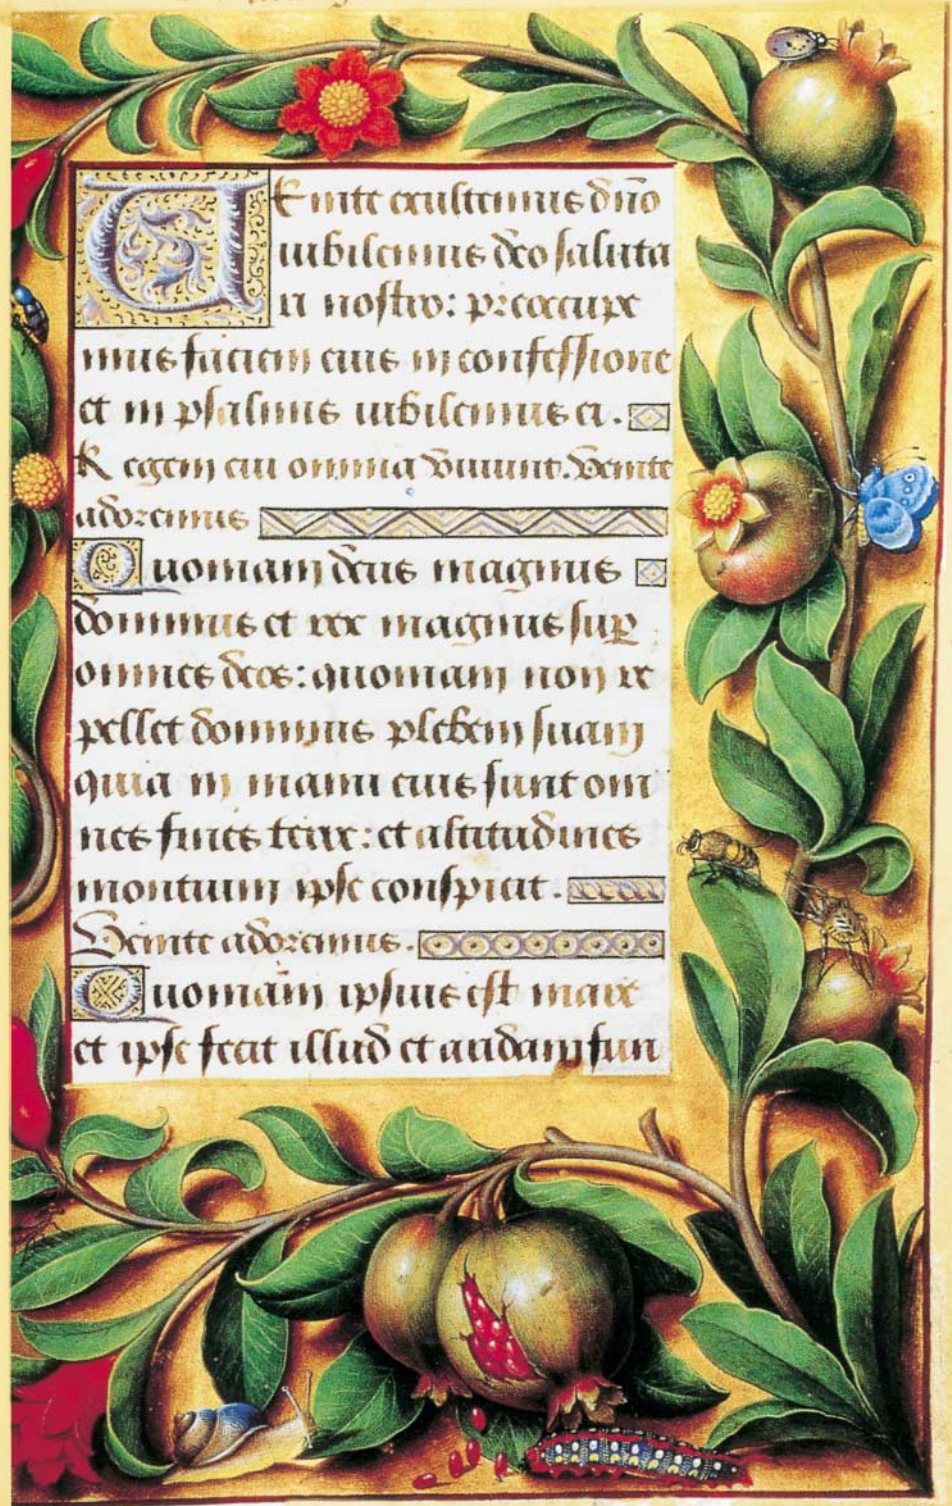 VEnite exultemus dño
iubilemus deo saluta
ri nostro: preoccupe
mus faciem eius in confessione
et in psalmis iubilemus ei.
Regem cui omnia viuunt. Venite
adoremus
Quoniam deus magnus
dominus et rex magnus sup
omnes deos: quoniam non re
pellet dominus plebem suam
quia in manu eius sunt om
nes fines terre: et altitudines
montium ipse conspicit.
Venite adoremus.
Quoniam ipsius est mare
et ipse fecit illud et aridam fun